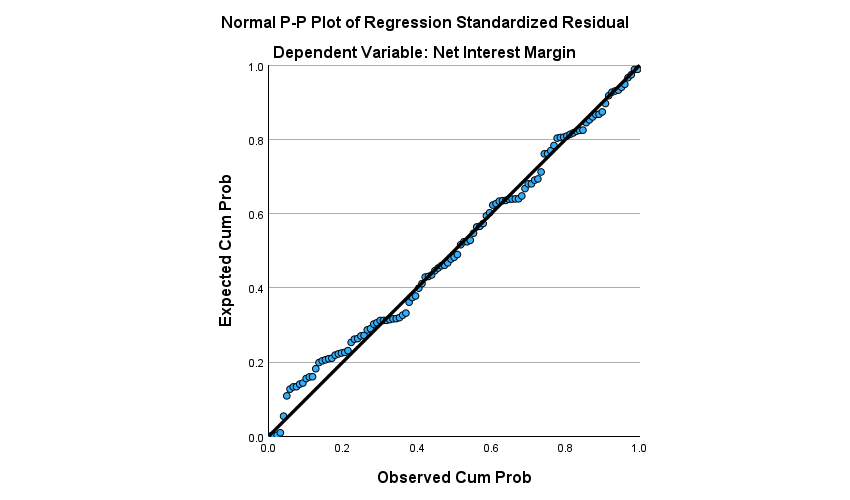 Normal P-P Plot of Regression Standardized Residual
Dependent Variable: Net Interest Margin
1.0
0.8
0.6
0.4
0.2
0.0
Expected Cum Prob
0.0 0.2 0.4 0.6 0.8 1.0
Observed Cum Prob